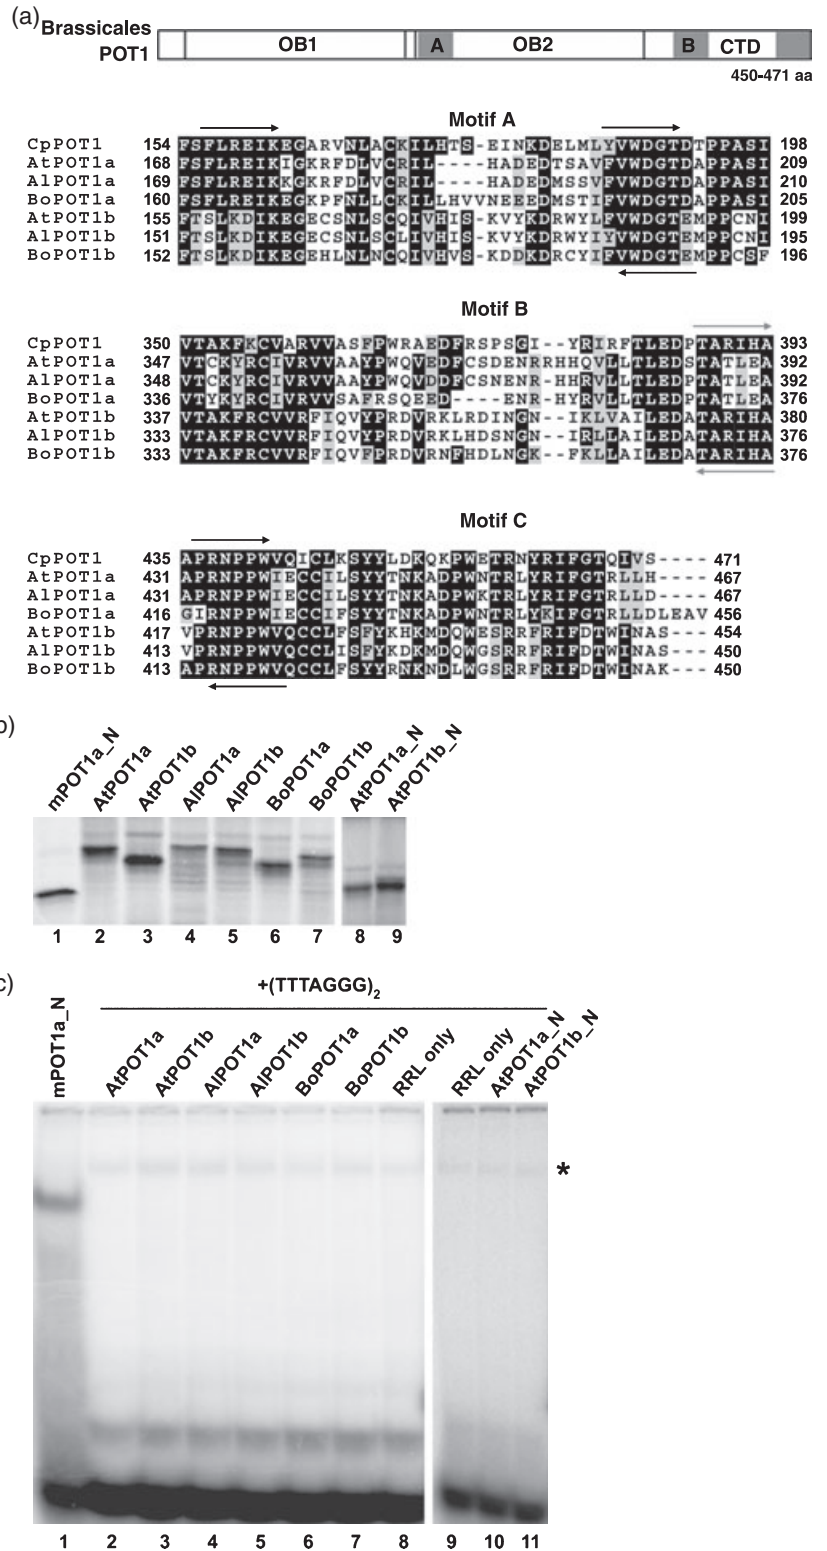 (a) Brassicales POT1
OB1 A OB2 B CTD
450-471 aa
Motif A
CpPOT1 154 FSFLREIKEGARVNLACKILHTS-EINKDELMLYVWDGTDTPPASI 198
AtPOT1a 168 FSFLREIKIGKRFDLVCRIL----HADEDTSAVFVWDGTDAPPASI 209
AlPOT1a 169 FSFLREIKKGKRFDLVCRIL----HADEDMSSVFVWDGTDAPPASI 210
BoPOT1a 160 FSFLREIKEGKPFNLLCKILLHVVNEEEDMSTIFVWDGTDAPPASI 205
AtPOT1b 155 FTSLKDIKEGECSNLSCQIVHIS-KVYKDRWYLFVWDGTEMPPCNI 199
AlPOT1b 151 FTSLKDIKEGECSNLSCLIVHIS-KVYKDRWYIYVWDGTEMPPCNI 195
BoPOT1b 152 FTSLKDIKEGEHLNLNCQIVHVS-KDDKDRCYIFVWDGTEMPPCSF 196
Motif B
CpPOT1 350 VTAKFKCVARVVASFPWRAEDFRSPSGI--YRIRFTLEDPTARIHA 393
AtPOT1a 347 VTCKYRCIVRVVAAYPWQVEDFCSDENRRHHQVLLTLEDSTATLEA 392
AlPOT1a 348 VTCKYRCIVRVVAAYPWQVDDFCSDENR-HHRVLLTLEDPTATLEA 392
BoPOT1a 336 VTYKYRCIVRVVSAFRSQEED----ENR-HYRVLLTLEDPTATLEA 376
AtPOT1b 337 VTAKFRCVVRFIQVYPRDVRKLRDINGN--IKLVAILEDATARIHA 380
AlPOT1b 333 VTAKFRCVVRFIQVYPRDVRKLHDSNGN--IRLLAILEDATARIHA 376
BoPOT1b 333 VTAKFRCVVRFIQVFPRDVRNFHDLNGK--FKLLAILEDATARIHA 376
Motif C
CpPOT1 435 APRNPPWVQICLKSYYLDKQKPWETRNYRIFGTQIVS---- 471
AtPOT1a 431 APRNPPWIECCILSYYTNKADPWNTRLYRIFGTRLLH---- 467
AlPOT1a 431 APRNPPWIECCILSYYTNKADPWKTRLYRIFGTRLLD---- 467
BoPOT1a 416 GIRNPPWIECCIFSYYTNKADPWNTRLYKIFGTRLLDLEAV 456
AtPOT1b 417 VPRNPPWVQCCLFSFYKHKMDQWESRRFRIFDTWINAS--- 454
AlPOT1b 413 VPRNPPWVQCCLISFYKDKMDQWGSRRFRIFDTWINAS--- 450
BoPOT1b 413 APRNPPWVQCCLFSYYRNKNDLWGSRRFRIFDTWINAK--- 450
b)
mPOT1a_N AtPOT1a AtPOT1b AlPOT1a AlPOT1b BoPOT1a BoPOT1b AtPOT1a_N AtPOT1b_N
1 2 3 4 5 6 7 8 9
c)
+(TTTAGGG)2
mPOT1a_N AtPOT1a AtPOT1b AlPOT1a AlPOT1b BoPOT1a BoPOT1b RRL only RRL only AtPOT1a_N AtPOT1b_N
*
1 2 3 4 5 6 7 8 9 10 11